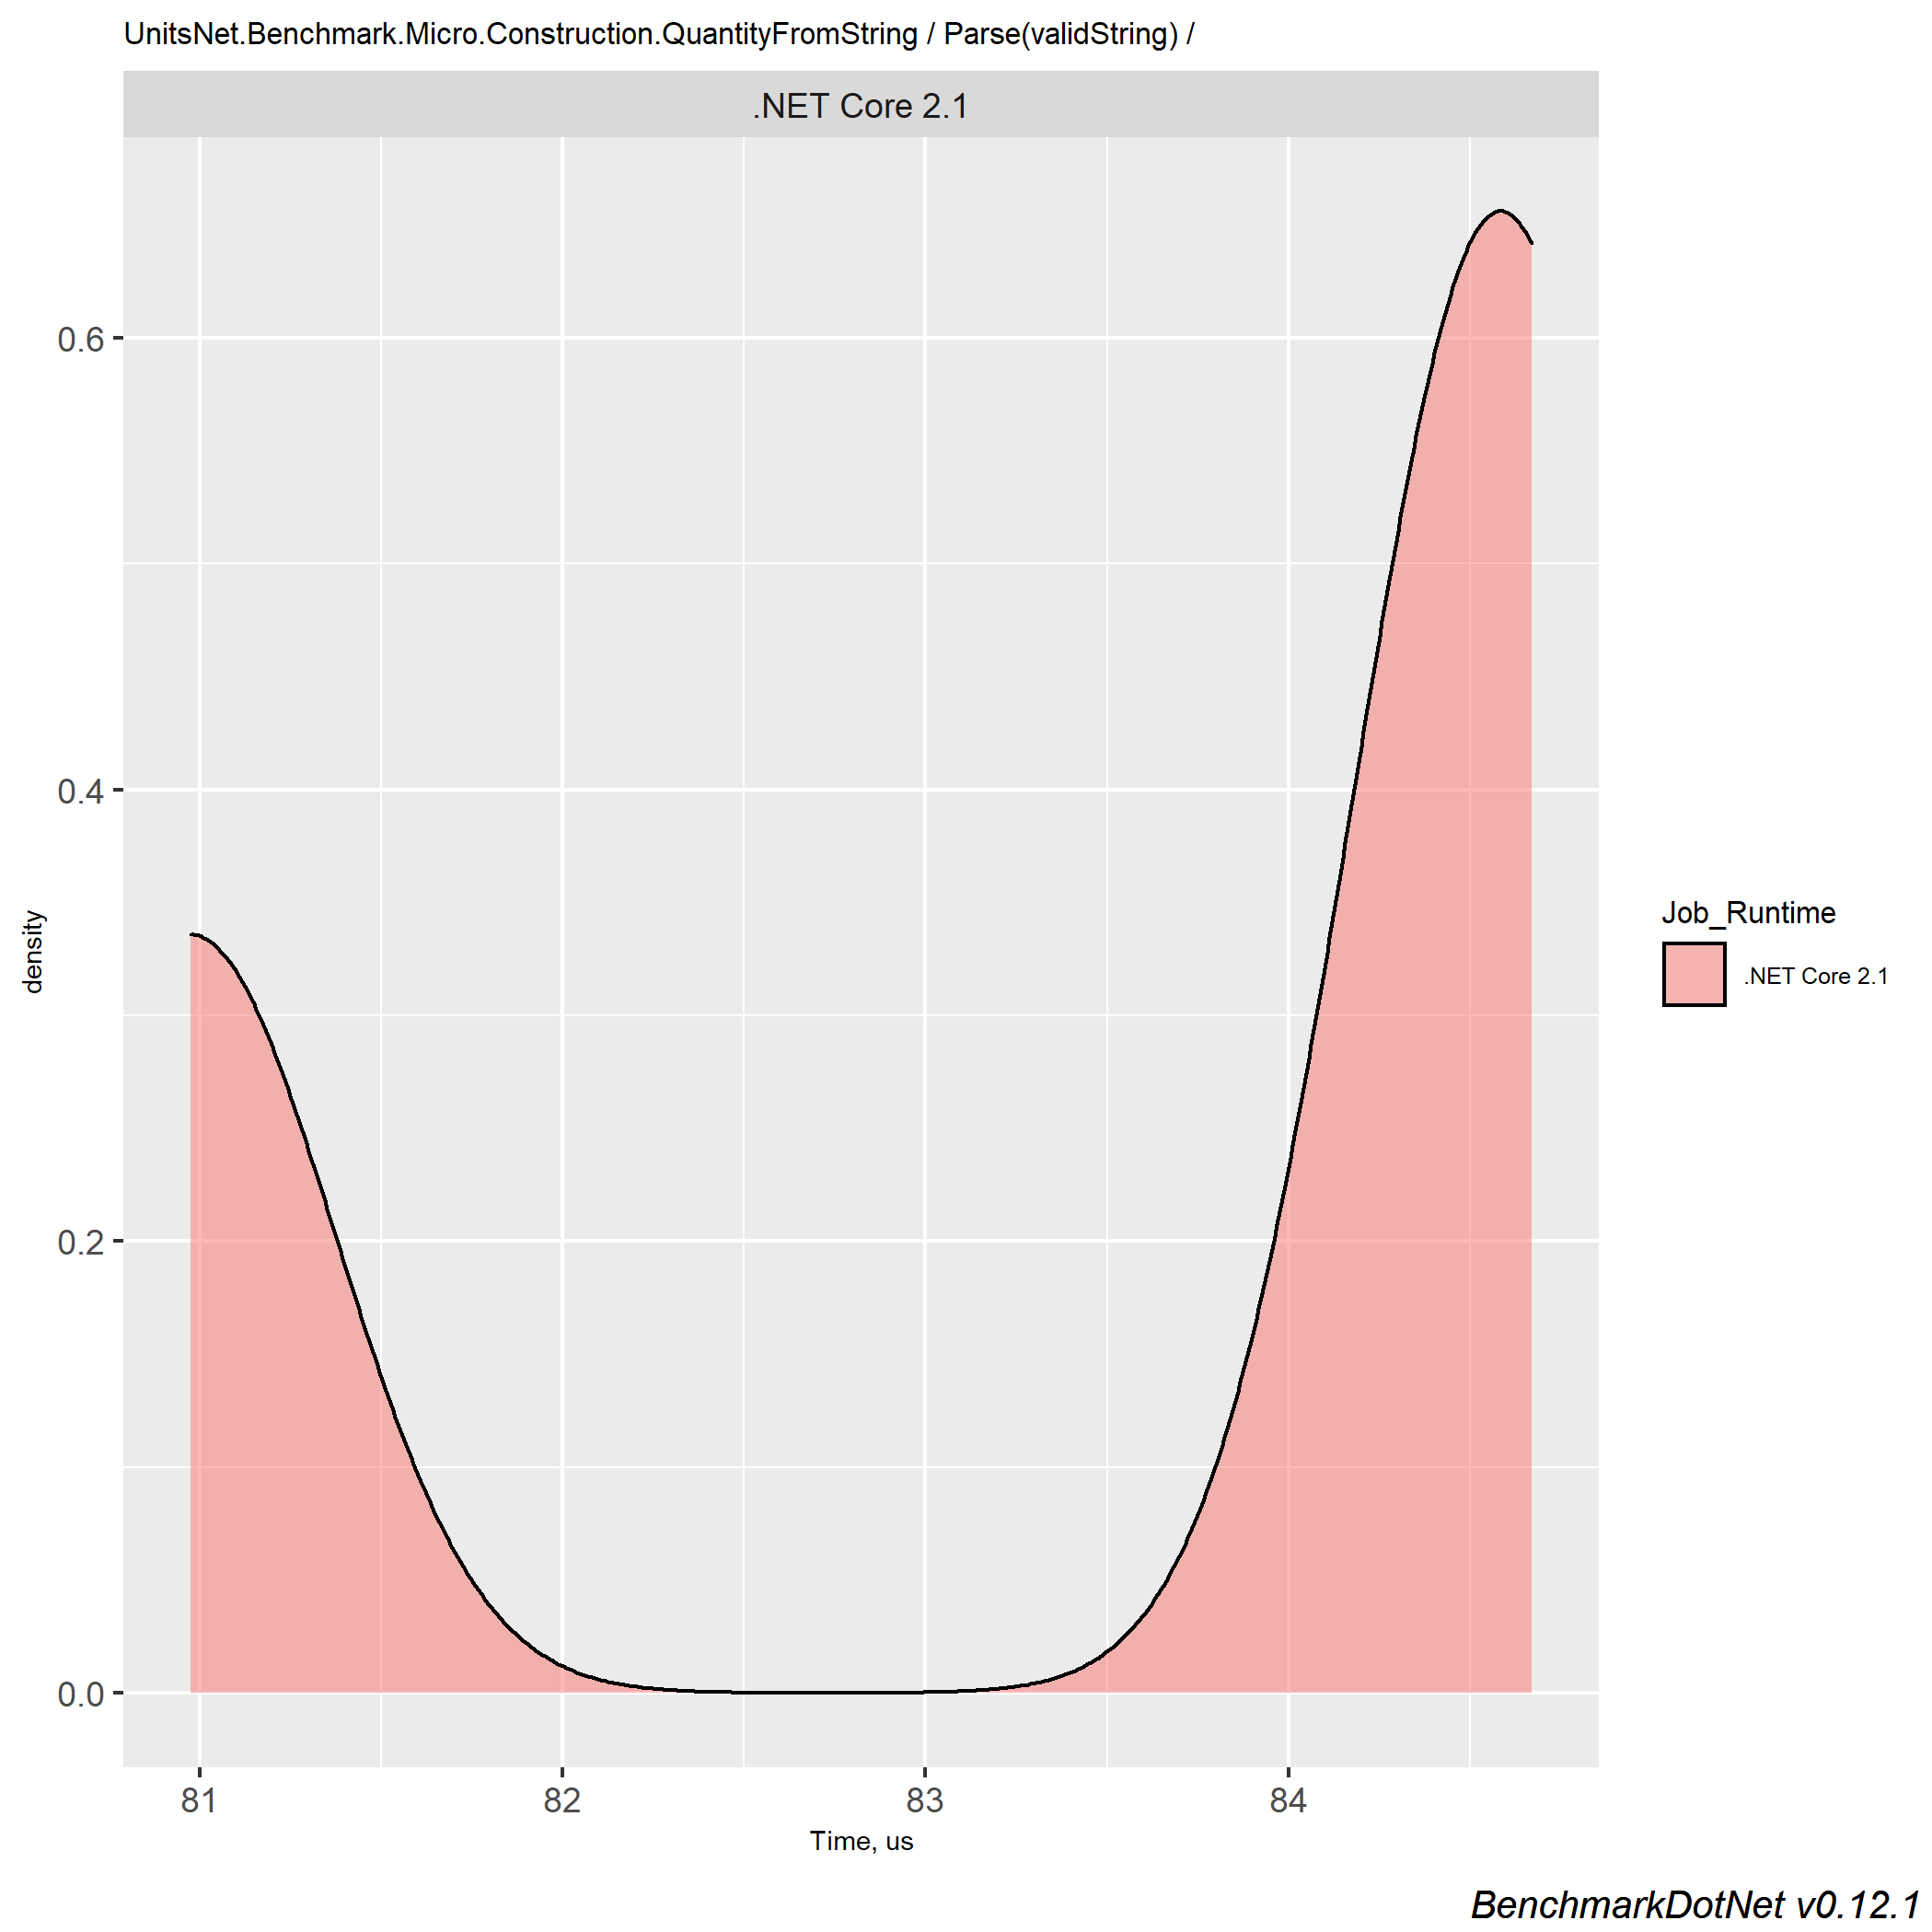 UnitsNet.Benchmark.Micro.Construction.QuantityFromString / Parse(validString) /
.NET Core 2.1
0.6
0.4
0.2
0.0
density
81 82 83 84
Time, us
Job_Runtime
.NET Core 2.1
BenchmarkDotNet v0.12.1